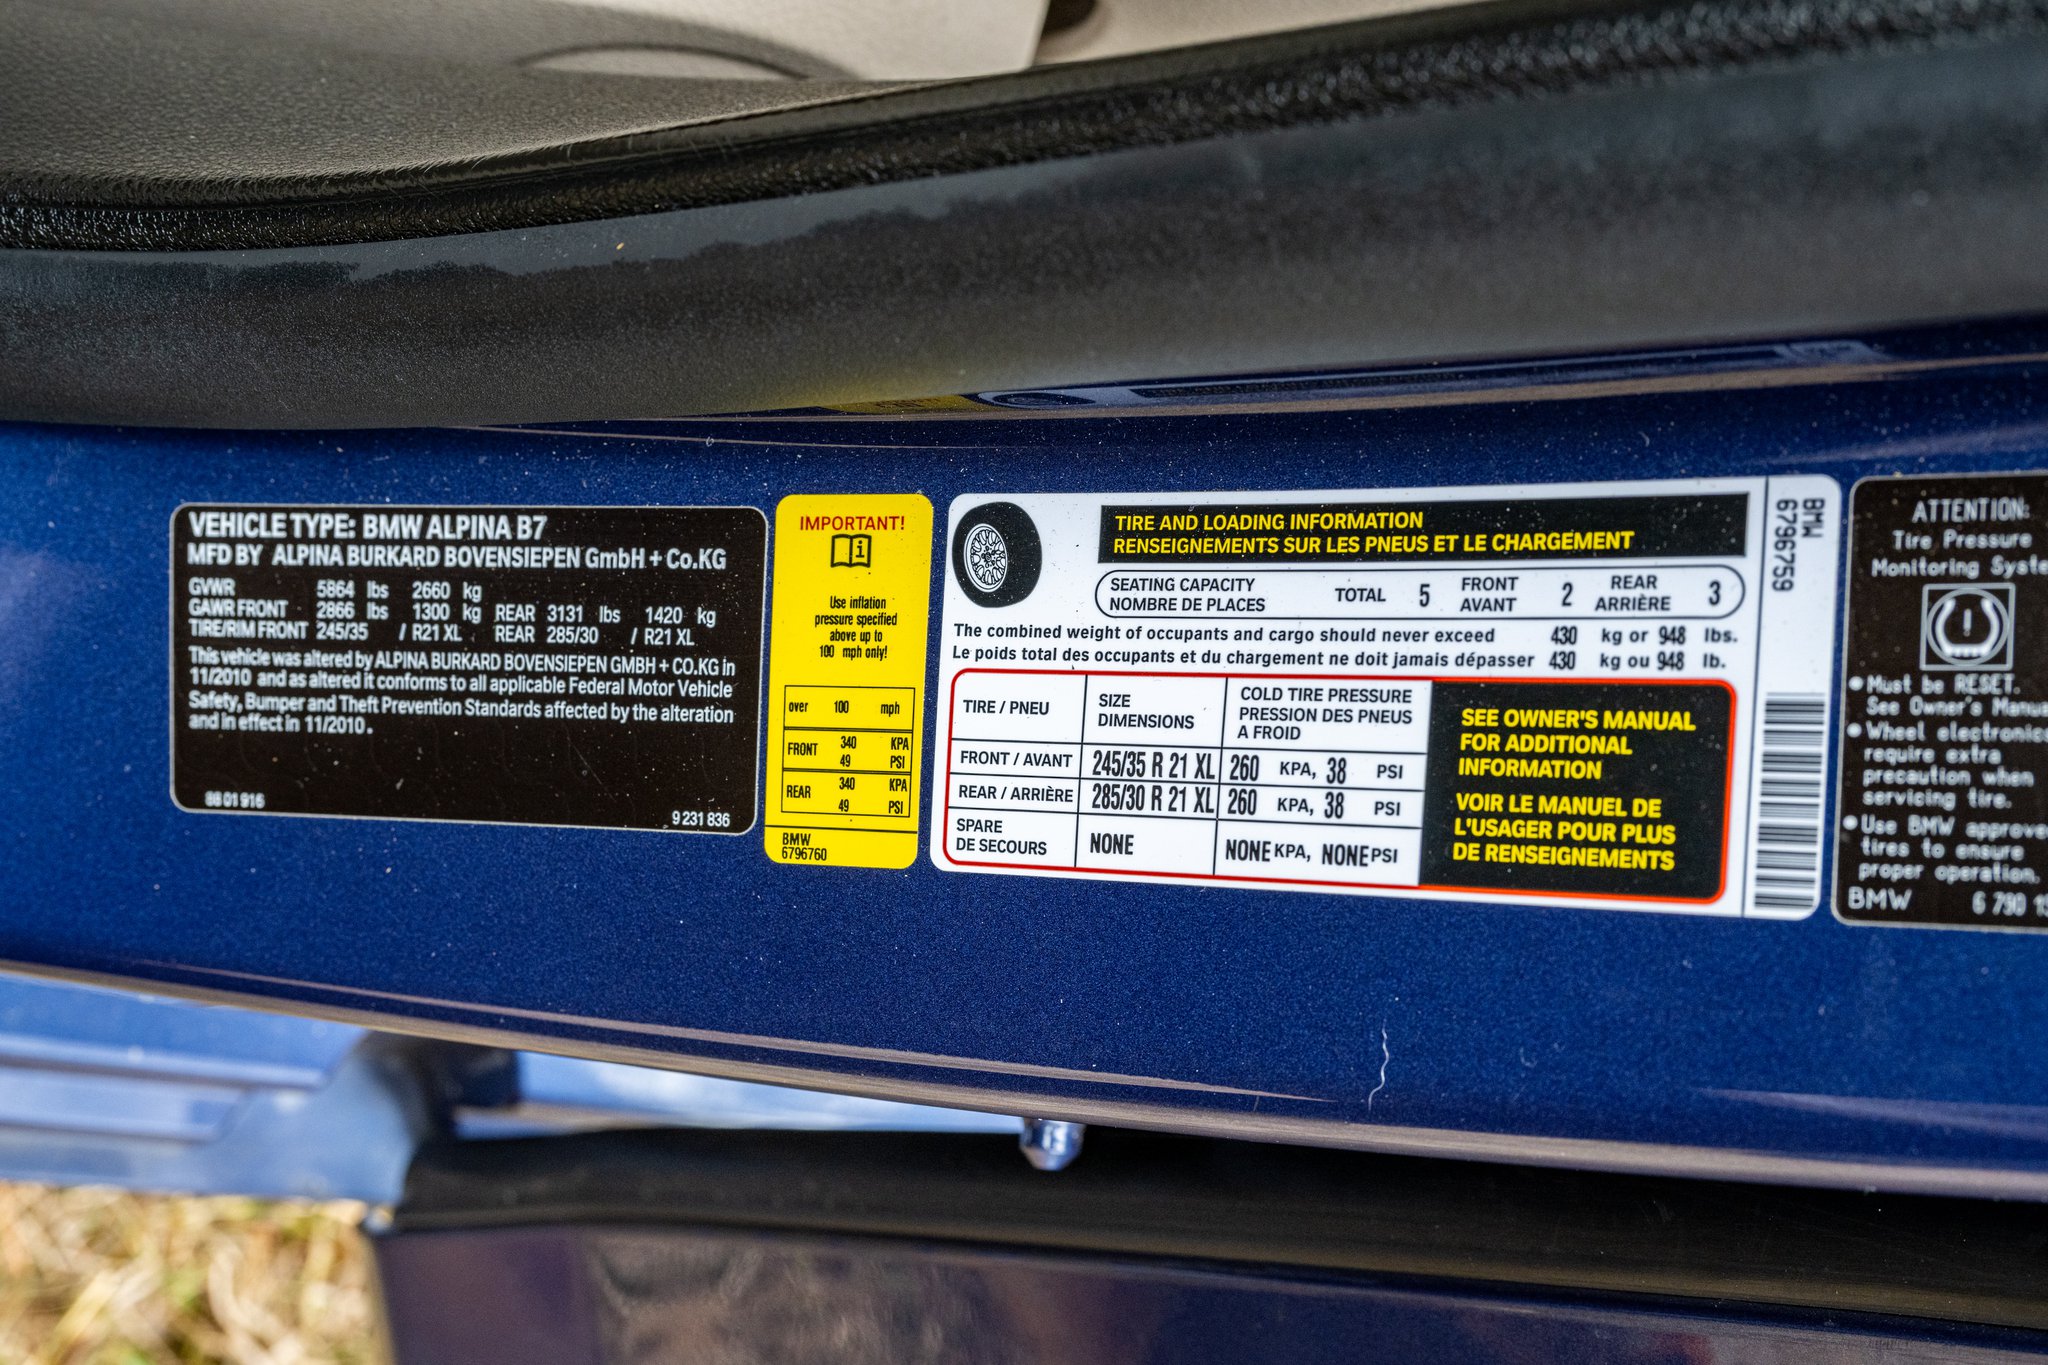 VEHICLE TYPE: BMW ALPINA B7
MFD BY ALPINA BURKARD BOVENSIEPEN GmbH + Co.KG
GVWR 5864 lbs 2660 kg
GAWR FRONT 2866 lbs 1300 kg REAR 3131 lbs 1420 kg
TIRE/RIM FRONT 245/35 / R21 XL REAR 285/30 / R21 XL
This vehicle was altered by ALPINA BURKARD BOVENSIEPEN GMBH + CO.KG in
11/2010 and as altered it conforms to all applicable Federal Motor Vehicle
Safety, Bumper and Theft Prevention Standards affected by the alteration
and in effect in 11/2010.
88 01 916
9 231 836
IMPORTANT!
Use inflation
pressure specified
above up to
100 mph only!
over 100 mph
FRONT 340 KPA
49 PSI
REAR 340 KPA
49 PSI
BMW
6796760
TIRE AND LOADING INFORMATION
RENSEIGNEMENTS SUR LES PNEUS ET LE CHARGEMENT
SEATING CAPACITY TOTAL 5 FRONT 2 REAR 3
NOMBRE DE PLACES AVANT ARRIÈRE
The combined weight of occupants and cargo should never exceed 430 kg or 948 lbs.
Le poids total des occupants et du chargement ne doit jamais dépasser 430 kg ou 948 lb.
TIRE / PNEU
SIZE
DIMENSIONS
COLD TIRE PRESSURE
PRESSION DES PNEUS
A FROID
FRONT / AVANT 245/35 R 21 XL 260 KPA, 38 PSI
REAR / ARRIÈRE 285/30 R 21 XL 260 KPA, 38 PSI
SPARE
DE SECOURS NONE NONE KPA, NONE PSI
SEE OWNER'S MANUAL
FOR ADDITIONAL
INFORMATION
VOIR LE MANUEL DE
L'USAGER POUR PLUS
DE RENSEIGNEMENTS
BMW
6796759
ATTENTION:
Tire Pressure
Monitoring
• Must be RESET.
See Owner's
• Wheel
require extra
precaution when
servicing tire.
• Use BMW
tires to ensure
proper operation.
BMW 6 790